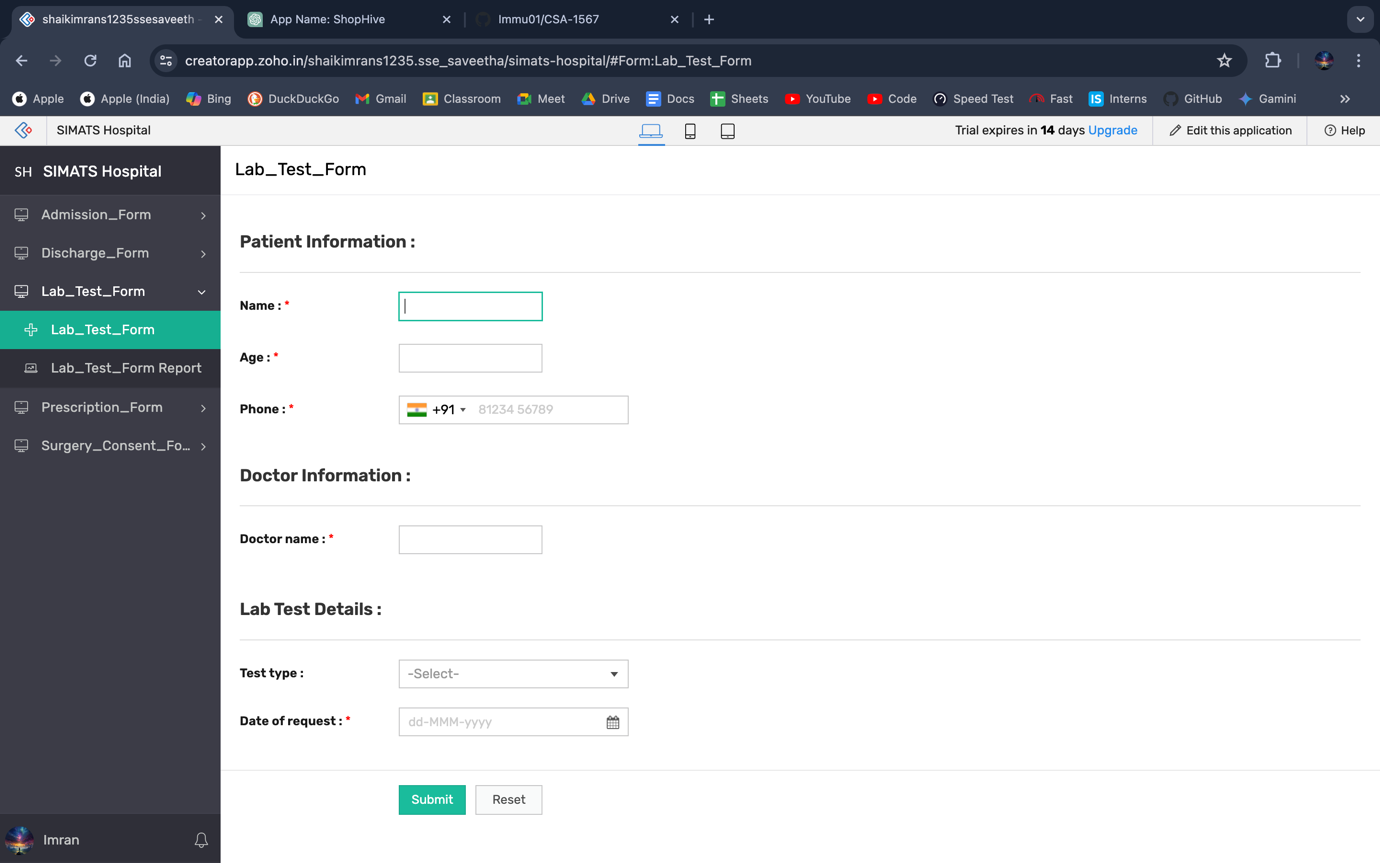 shaikimrans1235ssesaveeth
App Name: ShopHive
Immu01/CSA-1567
creatorapp.zoho.in/shaikimrans1235.sse_saveetha/simats-hospital/#Form:Lab_Test_Form
Apple Apple (India) Bing DuckDuckGo Gmail Classroom Meet Drive Docs Sheets YouTube Code Speed Test Fast IS Interns GitHub Gamini
SIMATS Hospital
Trial expires in 14 days Upgrade
Edit this application
Help
SH SIMATS Hospital
Admission_Form
Discharge_Form
Lab_Test_Form
Lab_Test_Form
Lab_Test_Form Report
Prescription_Form
Surgery_Consent_Fo...
Imran
Lab_Test_Form
Patient Information :
Name : *
Age : *
Phone : * +91 81234 56789
Doctor Information :
Doctor name : *
Lab Test Details :
Test type : -Select-
Date of request : * dd-MMM-yyyy
Submit Reset